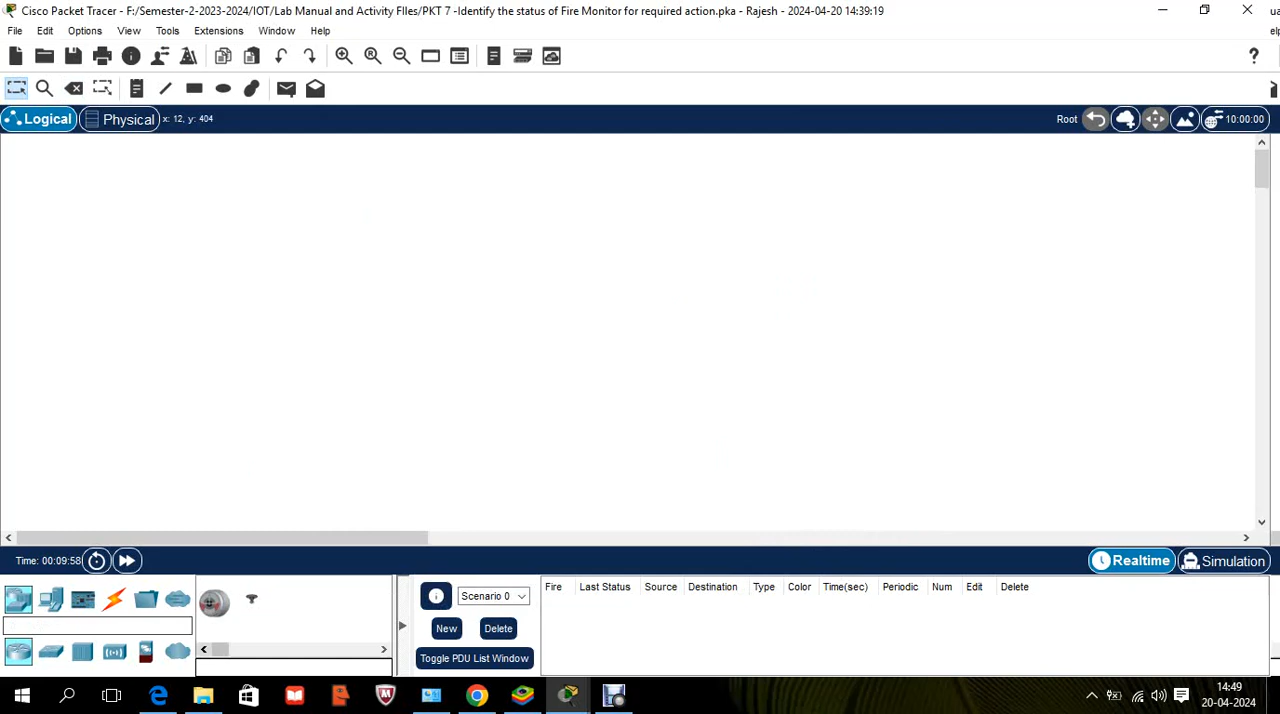 Cisco Packet Tracer - F:/Semester-2-2023-2024/IOT/Lab Manual and Activity FIles/PKT 7 -Identify the status of Fire Monitor for required action.pka - Rajesh - 2024-04-20 14:39:19
File Edit Options View Tools Extensions Window Help
Logical Physical x: 12, y: 404 Root 10:00:00
Time: 00:09:58 Realtime Simulation
Fire Last Status Source Destination Type Color Time(sec) Periodic Num Edit Delete
Scenario 0
New Delete
Toggle PDU List Window
14:49
20-04-2024